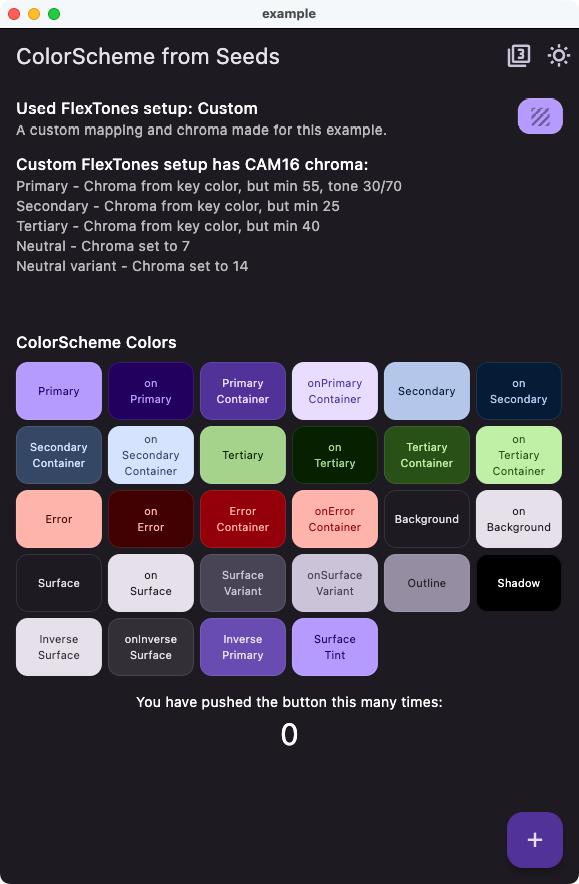 example
ColorScheme from Seeds
3
Used FlexTones setup: Custom
A custom mapping and chroma made for this example.
Custom FlexTones setup has CAM16 chroma:
Primary - Chroma from key color, but min 55, tone 30/70
Secondary - Chroma from key color, but min 25
Tertiary - Chroma from key color, but min 40
Neutral - Chroma set to 7
Neutral variant - Chroma set to 14
ColorScheme Colors
Primary
on
Primary
Primary
Container
onPrimary
Container
Secondary
on
Secondary
Secondary
Container
on
Secondary
Container
Tertiary
on
Tertiary
Tertiary
Container
on
Tertiary
Container
Error
on
Error
Error
Container
onError
Container
Background
on
Background
Surface
on
Surface
Surface
Variant
onSurface
Variant
Outline
Shadow
Inverse
Surface
onInverse
Surface
Inverse
Primary
Surface
Tint
You have pushed the button this many times:
0
+